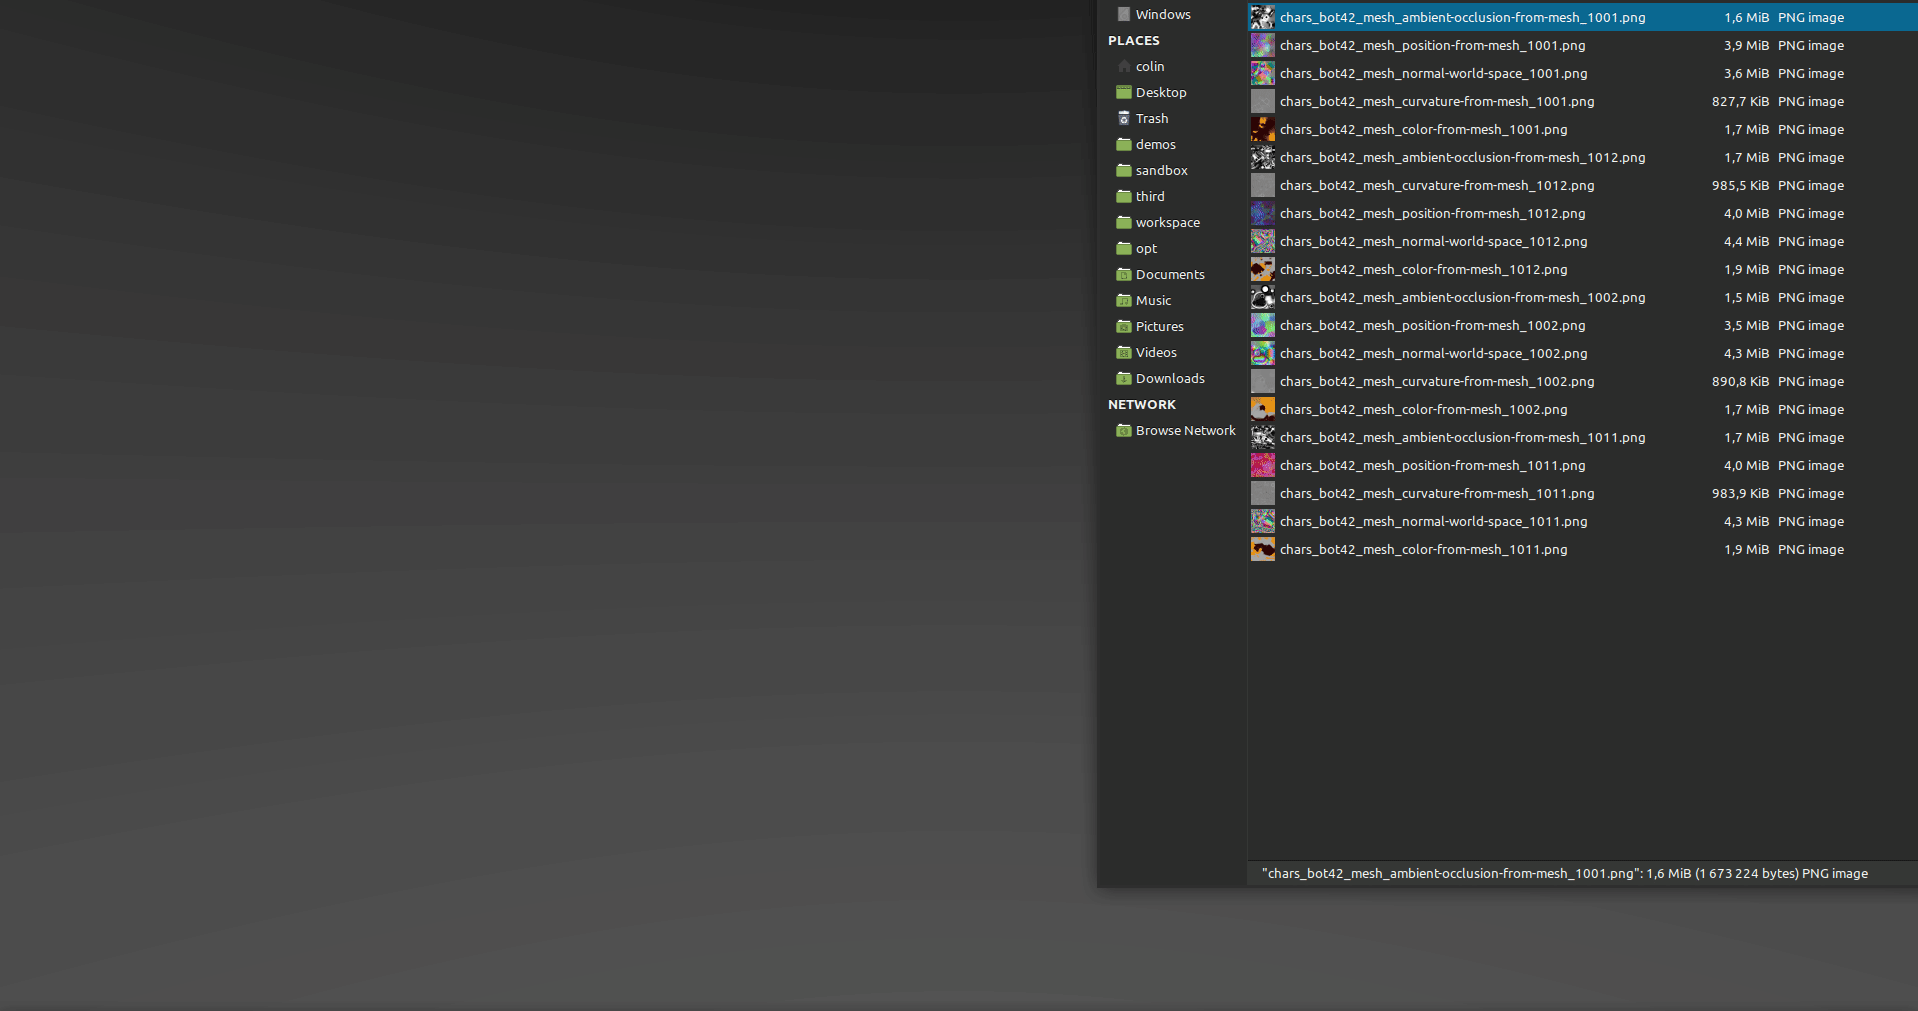 Windows
PLACES
colin
Desktop
Trash
demos
sandbox
third
workspace
opt
Documents
Music
Pictures
Videos
Downloads
NETWORK
Browse Network
chars_bot42_mesh_ambient-occlusion-from-mesh_1001.png 1,6 MiB PNG image
chars_bot42_mesh_position-from-mesh_1001.png 3,9 MiB PNG image
chars_bot42_mesh_normal-world-space_1001.png 3,6 MiB PNG image
chars_bot42_mesh_curvature-from-mesh_1001.png 827,7 KiB PNG image
chars_bot42_mesh_color-from-mesh_1001.png 1,7 MiB PNG image
chars_bot42_mesh_ambient-occlusion-from-mesh_1012.png 1,7 MiB PNG image
chars_bot42_mesh_curvature-from-mesh_1012.png 985,5 KiB PNG image
chars_bot42_mesh_position-from-mesh_1012.png 4,0 MiB PNG image
chars_bot42_mesh_normal-world-space_1012.png 4,4 MiB PNG image
chars_bot42_mesh_color-from-mesh_1012.png 1,9 MiB PNG image
chars_bot42_mesh_ambient-occlusion-from-mesh_1002.png 1,5 MiB PNG image
chars_bot42_mesh_position-from-mesh_1002.png 3,5 MiB PNG image
chars_bot42_mesh_normal-world-space_1002.png 4,3 MiB PNG image
chars_bot42_mesh_curvature-from-mesh_1002.png 890,8 KiB PNG image
chars_bot42_mesh_color-from-mesh_1002.png 1,7 MiB PNG image
chars_bot42_mesh_ambient-occlusion-from-mesh_1011.png 1,7 MiB PNG image
chars_bot42_mesh_position-from-mesh_1011.png 4,0 MiB PNG image
chars_bot42_mesh_curvature-from-mesh_1011.png 983,9 KiB PNG image
chars_bot42_mesh_normal-world-space_1011.png 4,3 MiB PNG image
chars_bot42_mesh_color-from-mesh_1011.png 1,9 MiB PNG image
"chars_bot42_mesh_ambient-occlusion-from-mesh_1001.png": 1,6 MiB (1 673 224 bytes) PNG image